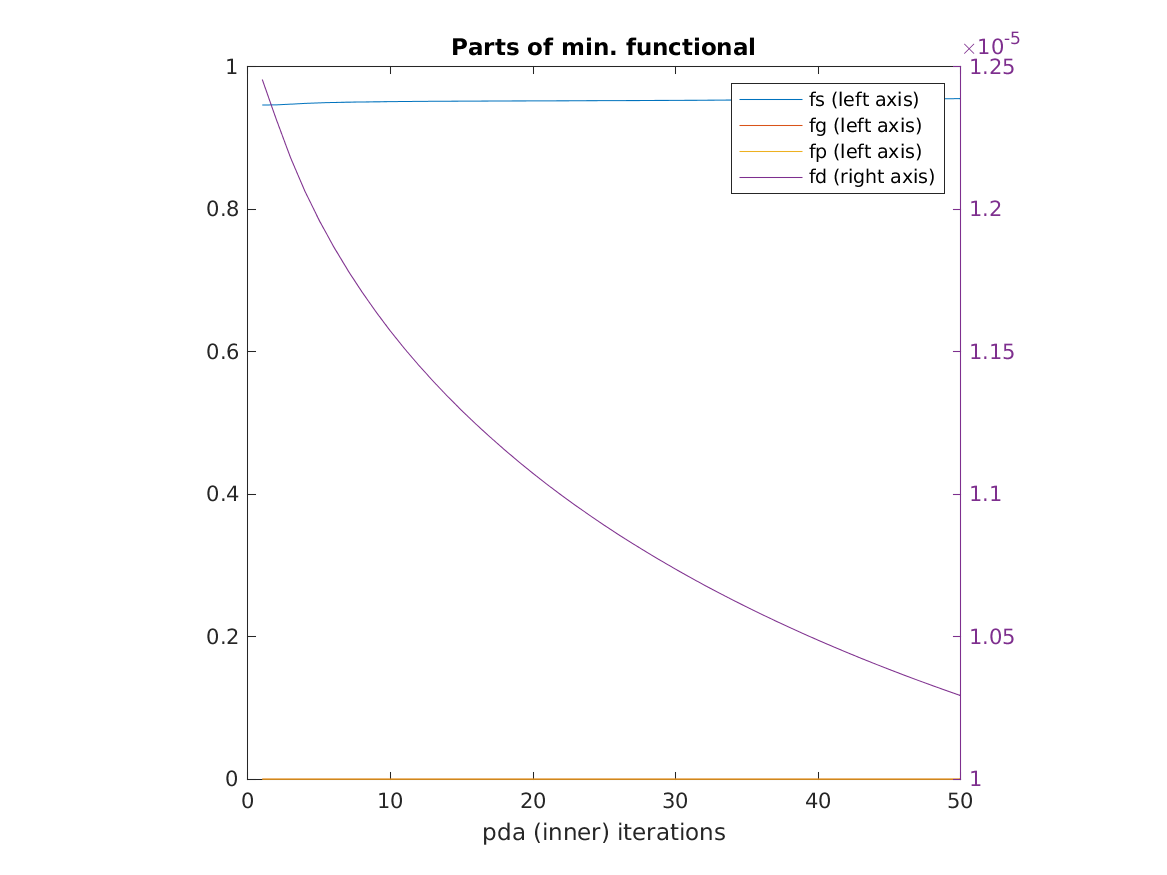 Parts of min. functional
×10-5
1
0.8
0.6
0.4
0.2
0
1.25
1.2
1.15
1.1
1.05
1
fs (left axis)
fg (left axis)
fp (left axis)
fd (right axis)
0 10 20 30 40 50
pda (inner) iterations